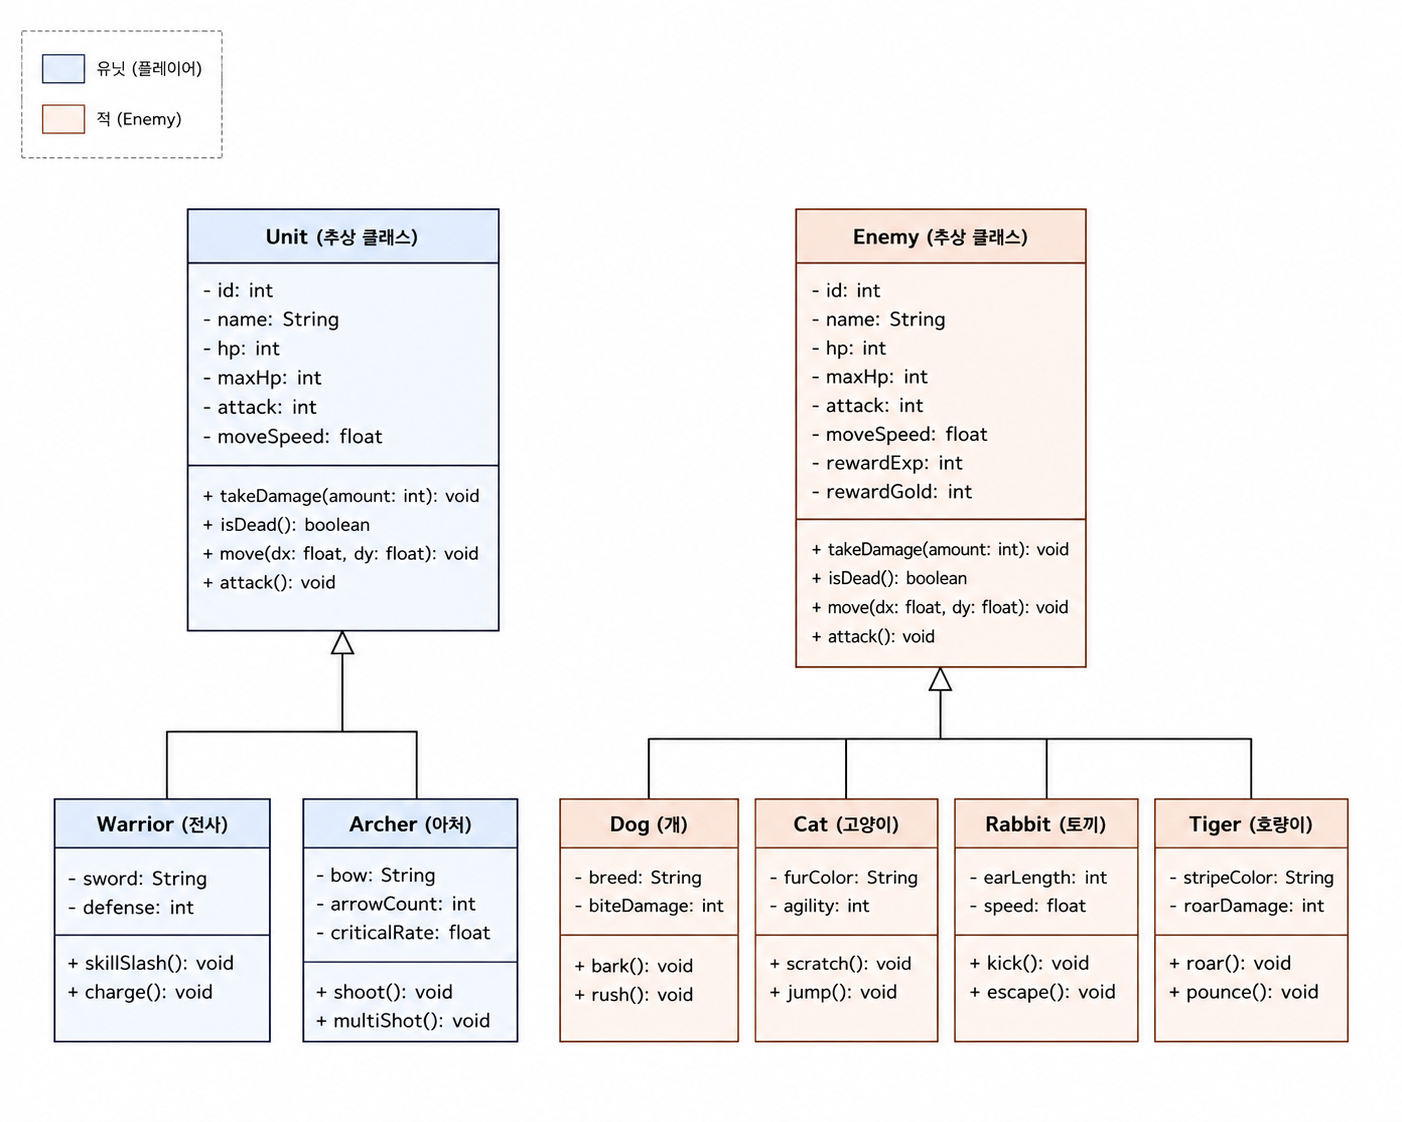 유닛 (플레이어)
적 (Enemy)
Unit (추상 클래스)
- id: int
- name: String
- hp: int
- maxHp: int
- attack: int
- moveSpeed: float
+ takeDamage(amount: int): void
+ isDead(): boolean
+ move(dx: float, dy: float): void
+ attack(): void
Enemy (추상 클래스)
- id: int
- name: String
- hp: int
- maxHp: int
- attack: int
- moveSpeed: float
- rewardExp: int
- rewardGold: int
+ takeDamage(amount: int): void
+ isDead(): boolean
+ move(dx: float, dy: float): void
+ attack(): void
Warrior (전사)
- sword: String
- defense: int
+ skillSlash(): void
+ charge(): void
Archer (아처)
- bow: String
- arrowCount: int
- criticalRate: float
+ shoot(): void
+ multiShot(): void
Dog (개)
- breed: String
- biteDamage: int
+ bark(): void
+ rush(): void
Cat (고양이)
- furColor: String
- agility: int
+ scratch(): void
+ jump(): void
Rabbit (토끼)
- earLength: int
- speed: float
+ kick(): void
+ escape(): void
Tiger (호랑이)
- stripeColor: String
- roarDamage: int
+ roar(): void
+ pounce(): void